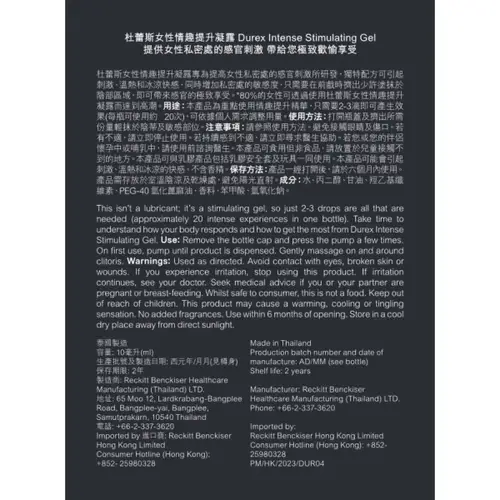 杜蕾斯女性情趣提升凝露 Durex Intense Stimulating Gel
提供女性私密處的感官刺激 帶給您極致歡愉享受
杜蕾斯女性情趣提升凝露專為提高女性私密處的感官刺激所研發，獨特配方可引起
刺激、溫熱和冰涼快感，同時增加私密處的敏感度，只需要在前戲時擠出少許塗抹於
陰部區域，即可帶來感官的極致享受。*80%的女性可透過使用杜蕾斯女性情趣提升
凝露而達到高潮。用途：本產品為重點使用情趣提升精華，只需要2-3滴即可產生效
果(每瓶可使用約 20次)，可依據個人需求調整用量。使用方法：打開瓶蓋及擠出所需
份量輕抹於陰蒂及敏感部位。注意事項：請參照使用方法，避免接觸眼睛及傷口。若
有不適，請立即停止使用。若持續感到不適，請立即尋求醫生協助。若您或您的伴侶
懷孕中或哺乳中，請使用前諮詢醫生。本產品可食用但非食品，請放置於兒童接觸不
到的地方。本產品可與乳膠產品包括乳膠安全套及玩具一同使用。本產品可能會引起
刺激、溫熱和冰涼的快感。不含香精。保存方法：產品一經打開後，請於六個月內使用。
產品需存放於室溫陰涼及乾燥處，避免陽光直射。成分：水、丙二醇、甘油、羥乙基纖
維素、PEG-40 氫化蓖麻油、香料、苯甲酸、氫氧化鈉。
This isn't a lubricant; it's a stimulating gel, so just 2-3 drops are all that are
needed (approximately 20 intense experiences in one bottle). Take time to
understand how your body responds and how to get the most from Durex Intense
Stimulating Gel. Use: Remove the bottle cap and press the pump a few times.
On first use, pump until product is dispensed. Gently massage on and around
clitoris. Warnings: Used as directed. Avoid contact with eyes, broken skin or
wounds. If you experience irritation, stop using this product. If irritation
continues, see your doctor. Seek medical advice if you or your partner are
pregnant or breast-feeding. Whilst safe to consumer, this is not a food. Keep out
of reach of children. This product may cause a warming, cooling or tingling
sensation. No added fragrances. Use within 6 months of opening. Store in a cool
dry place away from direct sunlight.
泰國製造
容量: 10毫升(ml)
生產批號及製造日期: 西元年/月月(見樽身)
保存期限: 2年
製造商: Reckitt Benckiser Healthcare
Manufacturing (Thailand) LTD.
地址: 65 Moo 12, Lardkrabang-Bangplee
Road, Bangplee-yai, Bangplee,
Samutprakarn, 10540 Thailand
電話: +66-2-337-3620
Imported by 進口商: Reckitt Benckiser
Hong Kong Limited
Consumer Hotline (Hong Kong):
+852- 25980328
Made in Thailand
Production batch number and date of
manufacture: AD/MM (see bottle)
Shelf life: 2 years
Manufacturer: Reckitt Benckiser
Healthcare Manufacturing (Thailand) LTD.
Phone: +66-2-337-3620
Imported by:
Reckitt Benckiser Hong Kong Limited
Consumer Hotline (Hong Kong): +852-
25980328
PM/HK/2023/DUR04